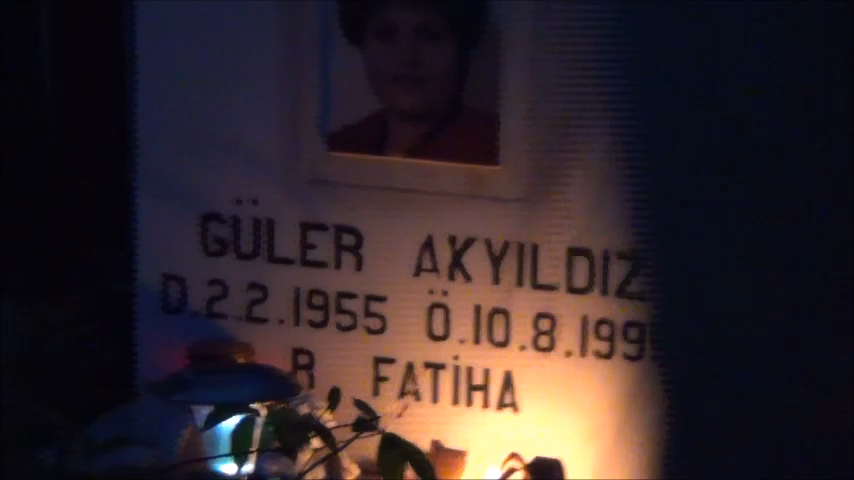 GÜLER AKYILDIZ
D.2.2.1955 Ö.10.8.199
R. FATİHA